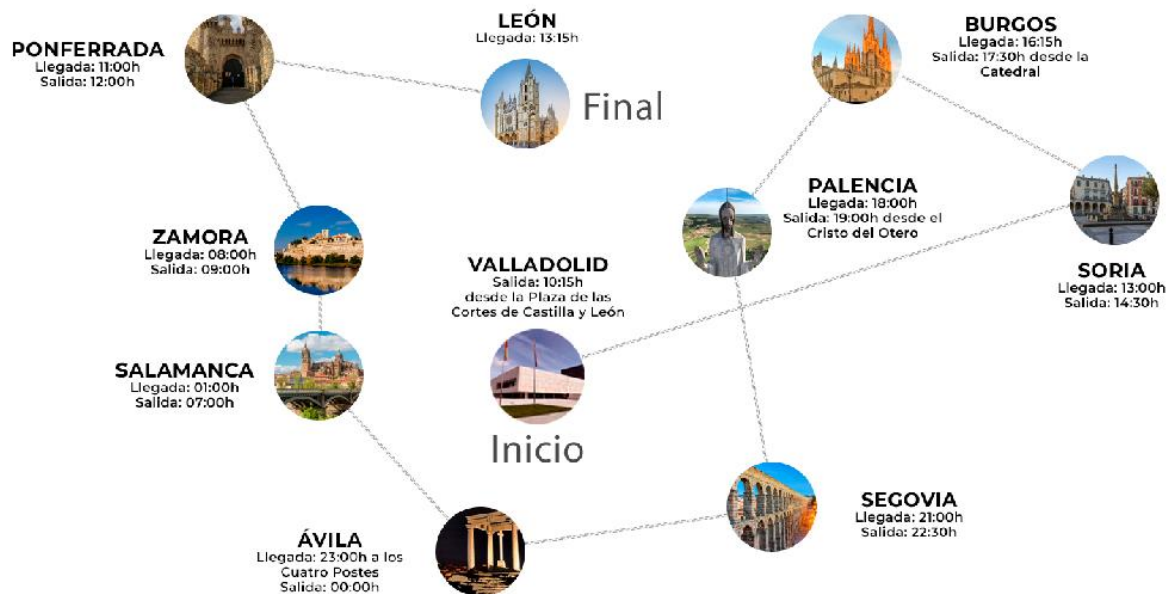 LEÓN
Llegada: 13:15h
Final
PONFERRADA
Llegada: 11:00h
Salida: 12:00h
BURGOS
Llegada: 16:15h
Salida: 17:30h desde la
Catedral
ZAMORA
Llegada: 08:00h
Salida: 09:00h
VALLADOLID
Salida: 10:15h
desde la Plaza de las
Cortes de Castilla y León
Inicio
PALENCIA
Llegada: 18:00h
Salida: 19:00h desde el
Cristo del Otero
SORIA
Llegada: 13:00h
Salida: 14:30h
SALAMANCA
Llegada: 01:00h
Salida: 07:00h
ÁVILA
Llegada: 23:00h a los
Cuatro Postes
Salida: 00:00h
SEGOVIA
Llegada: 21:00h
Salida: 22:30h